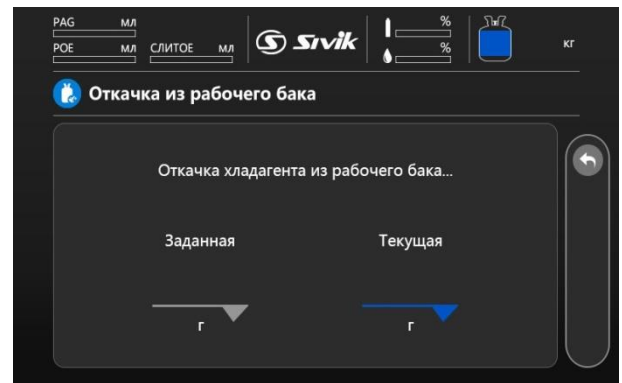 PAG мл
POE мл СЛИТОЕ мл Sivik % % кг
Откачка из рабочего бака
Откачка хладагента из рабочего бака...
Заданная Текущая
г г